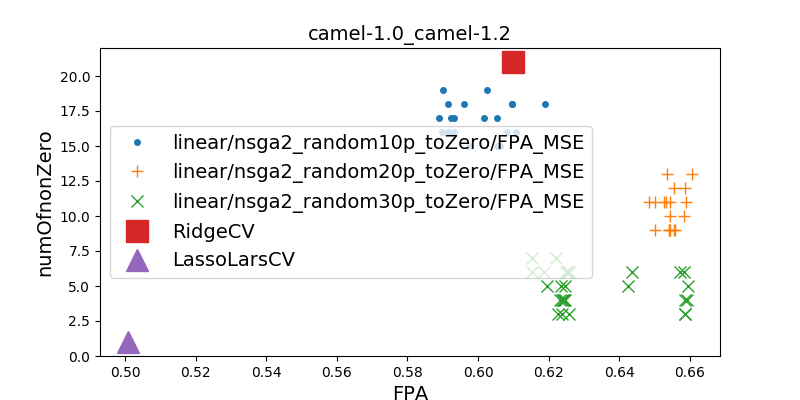 camel-1.0_camel-1.2
numOfnonZero
20.0
17.5
15.0
12.5
10.0
7.5
5.0
2.5
0.0
linear/nsga2_random10p_toZero/FPA_MSE
linear/nsga2_random20p_toZero/FPA_MSE
linear/nsga2_random30p_toZero/FPA_MSE
RidgeCV
LassoLarsCV
0.50 0.52 0.54 0.56 0.58 0.60 0.62 0.64 0.66
FPA